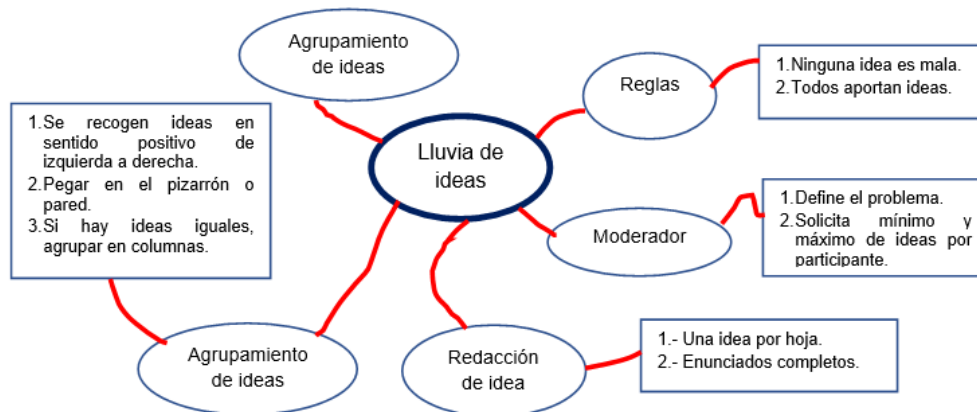 Agrupamiento
de ideas
Reglas
1.Ninguna idea es mala.
2.Todos aportan ideas.
1.Se recogen ideas en
sentido positivo de
izquierda a derecha.
2.Pegar en el pizarrón o
pared.
3.Si hay ideas iguales,
agrupar en columnas.
Lluvia de
ideas
Moderador
1.Define el problema.
2.Solicita mínimo y
máximo de ideas por
participante.
Agrupamiento
de ideas
Redacción
de idea
1.- Una idea por hoja.
2.- Enunciados completos.